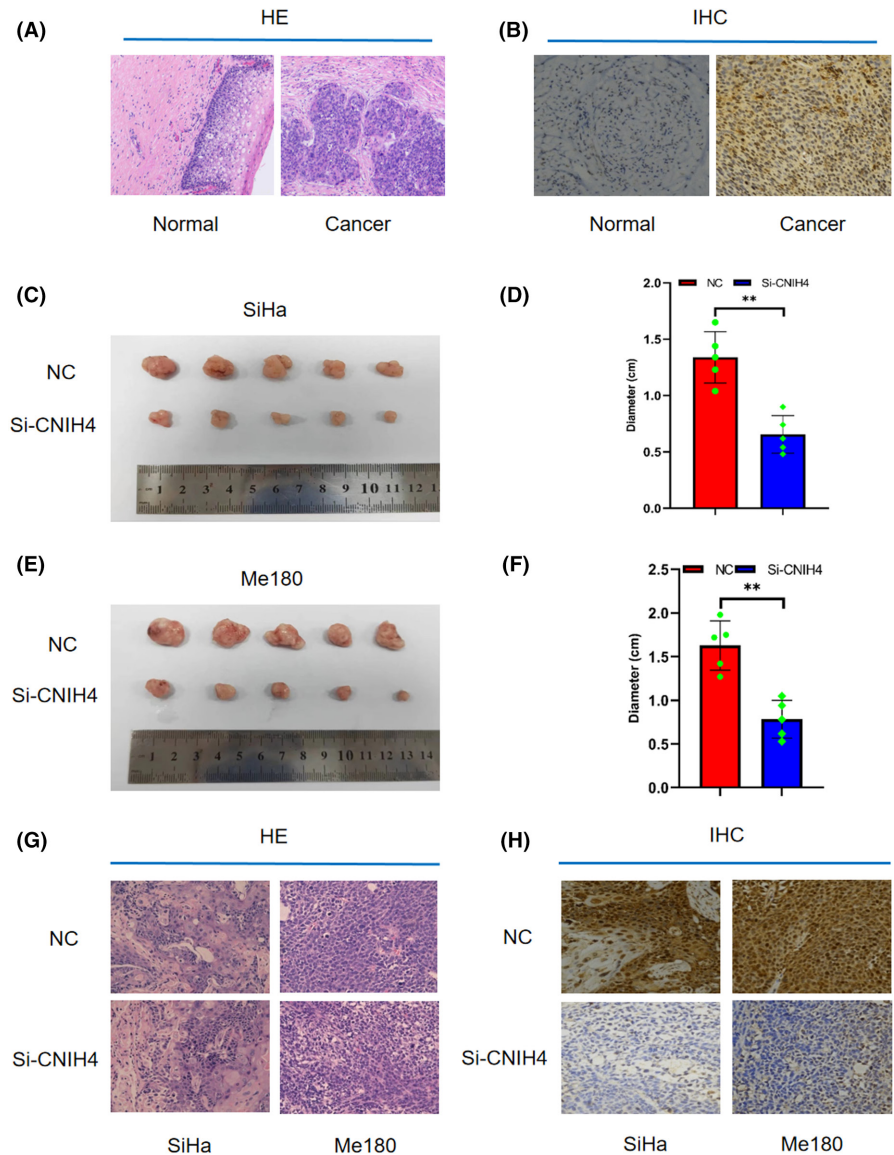 (A)
HE
Normal
Cancer
(B)
IHC
Normal
Cancer
(C)
SiHa
NC
Si-CNIH4
1 2 3 4 5 6 7 8 9 10 11 12
(D)
NC Si-CNIH4
**
Diameter (cm)
2.0
1.5
1.0
0.5
0.0
(E)
Me180
NC
Si-CNIH4
1 2 3 4 5 6 7 8 9 10 11 12 13 14
(F)
NC Si-CNIH4
**
Diameter (cm)
2.5
2.0
1.5
1.0
0.5
0.0
(G)
HE
NC
Si-CNIH4
SiHa
Me180
(H)
IHC
NC
Si-CNIH4
SiHa
Me180